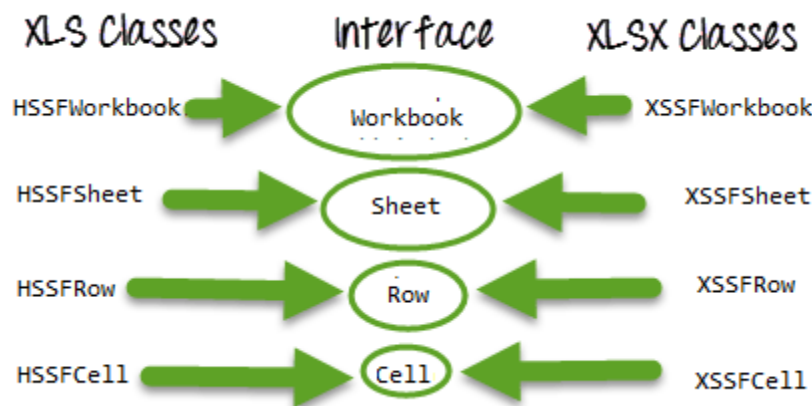 XLS Classes Interface XLSX Classes
HSSFWorkbook Workbook XSSFWorkbook
HSSFSheet Sheet XSSFSheet
HSSFRow Row XSSFRow
HSSFCell Cell XSSFCell